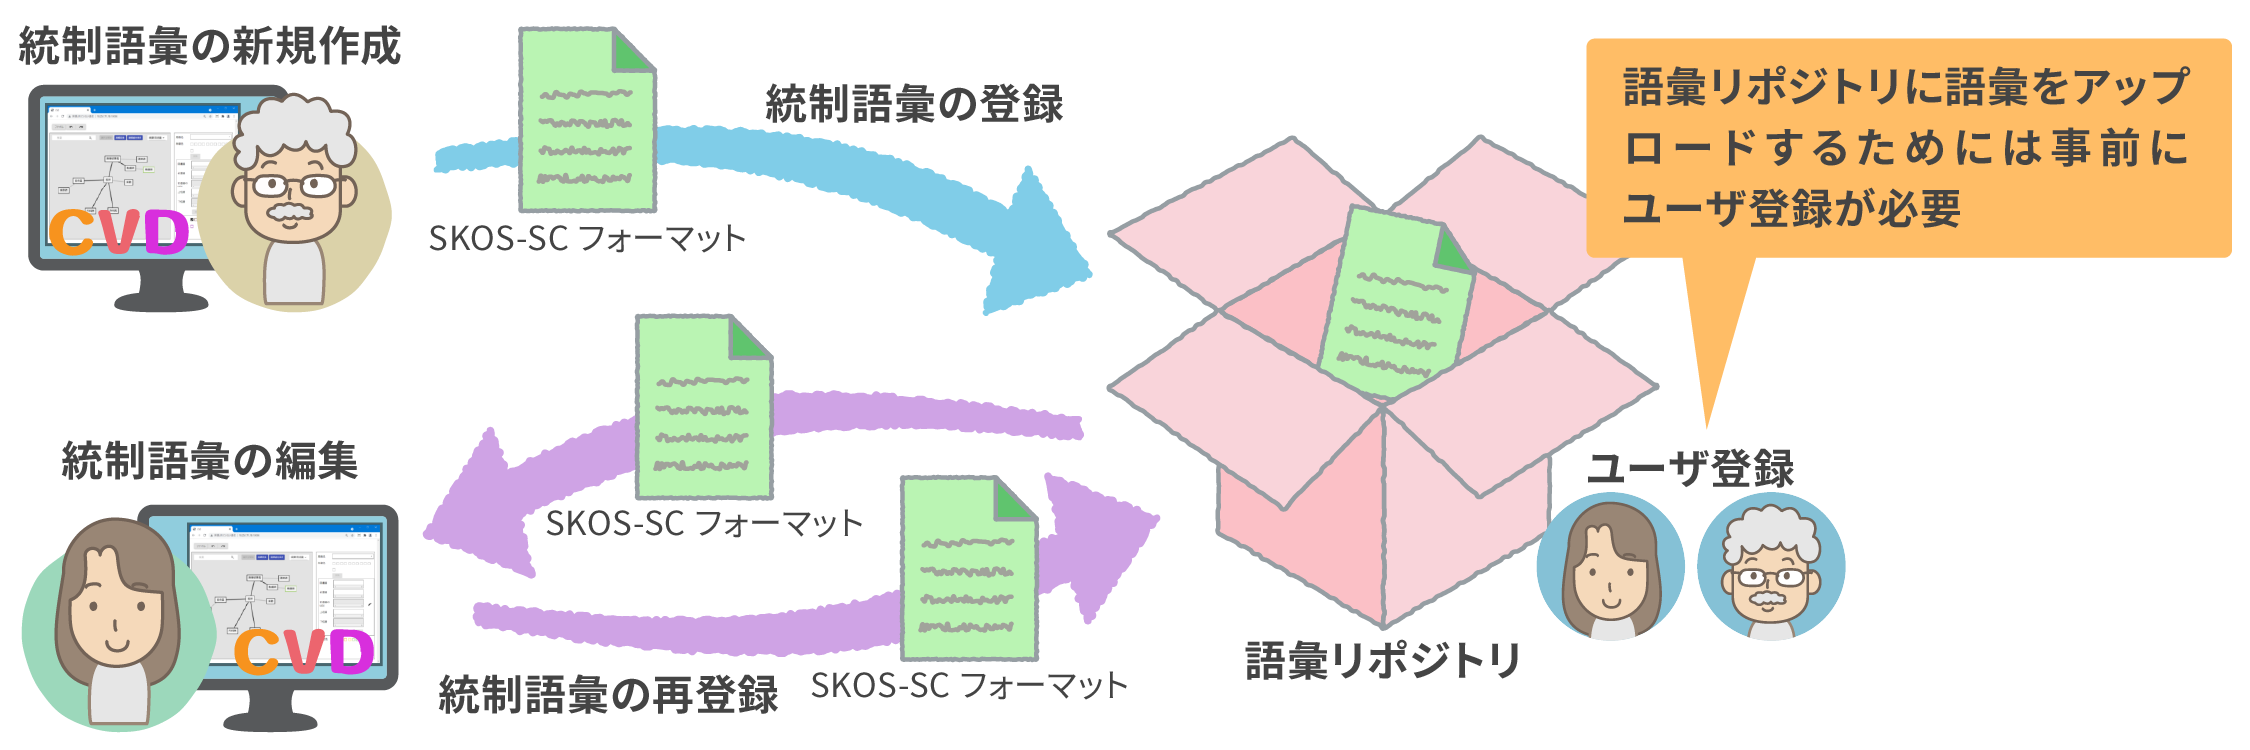 統制語彙の新規作成
CVD
SKOS-SC フォーマット
統制語彙の登録
語彙リポジトリに語彙をアップ
ロードするためには事前に
ユーザ登録が必要
統制語彙の編集
CVD
SKOS-SC フォーマット
統制語彙の再登録
SKOS-SC フォーマット
語彙リポジトリ
ユーザ登録